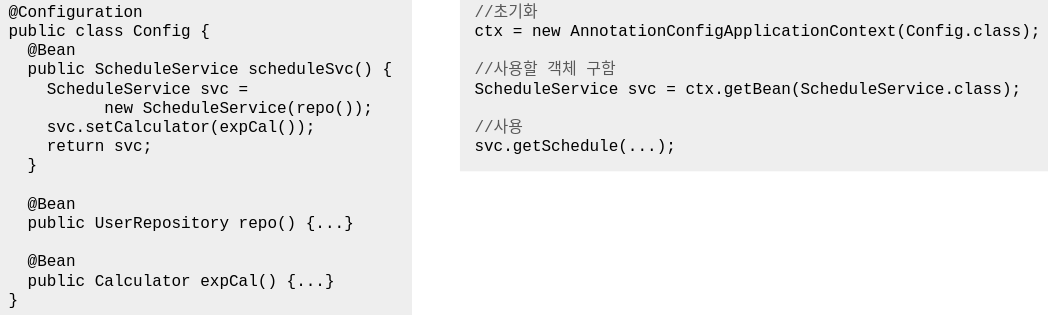 @Configuration
public class Config {
  @Bean
  public ScheduleService scheduleSvc() {
    ScheduleService svc =
          new ScheduleService(repo());
    svc.setCalculator(expCal());
    return svc;
  }

  @Bean
  public UserRepository repo() {...}

  @Bean
  public Calculator expCal() {...}
}

//초기화
ctx = new AnnotationConfigApplicationContext(Config.class);

//사용할 객체 구함
ScheduleService svc = ctx.getBean(ScheduleService.class);

//사용
svc.getSchedule(...);